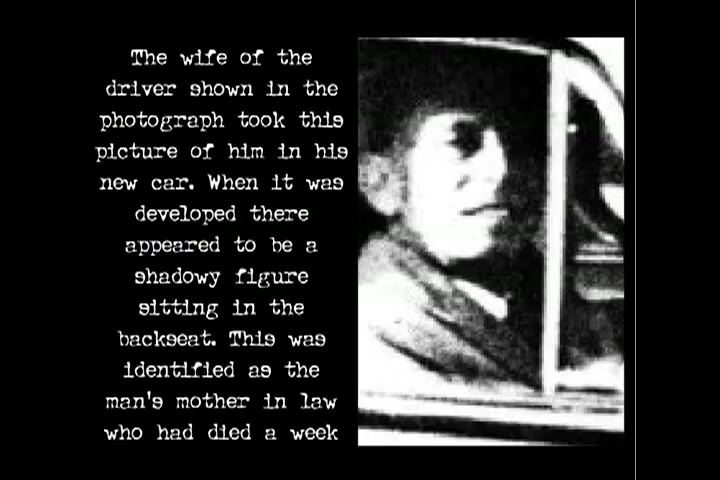 The wife of the
driver shown in the
photograph took this
picture of him in his
new car. When it was
developed there
appeared to be a
shadowy figure
sitting in the
backseat. This was
identified as the
man's mother in law
who had died a week